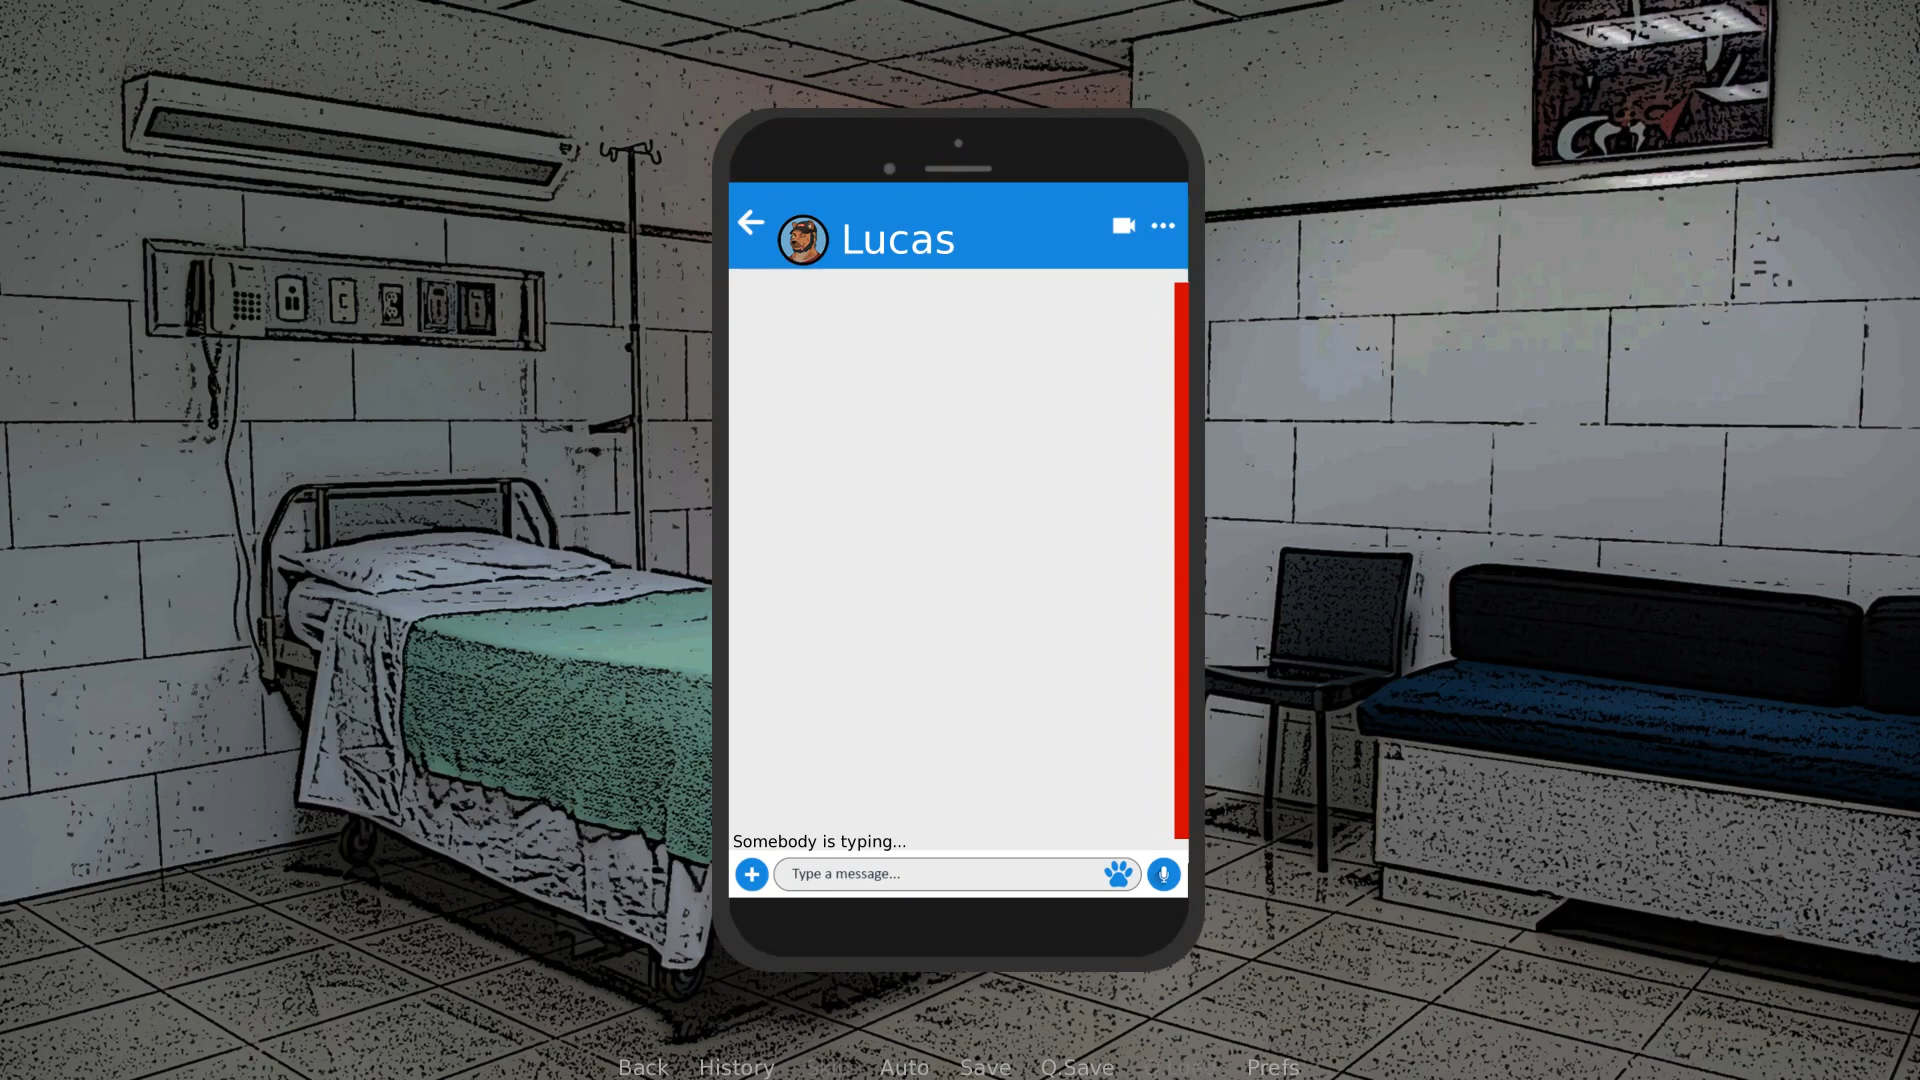 Lucas
Somebody is typing...
Type a message...
Back History Auto Save Q.Save Prefs